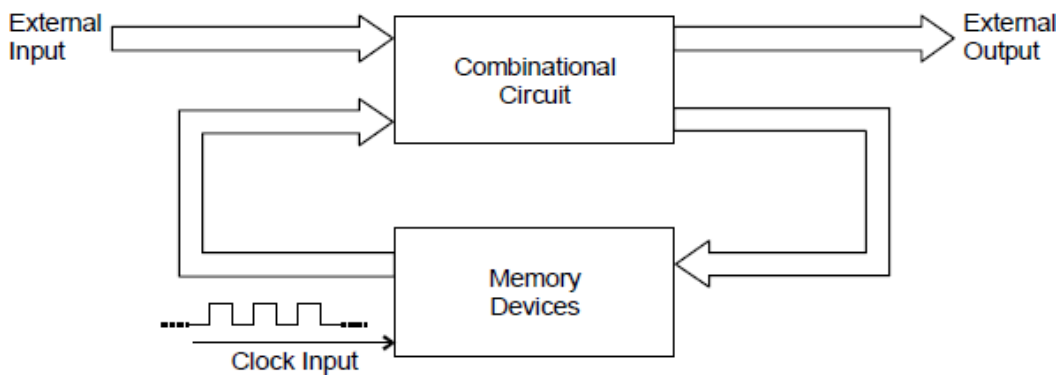 External
Input
Combinational
Circuit
External
Output
Memory
Devices
Clock Input